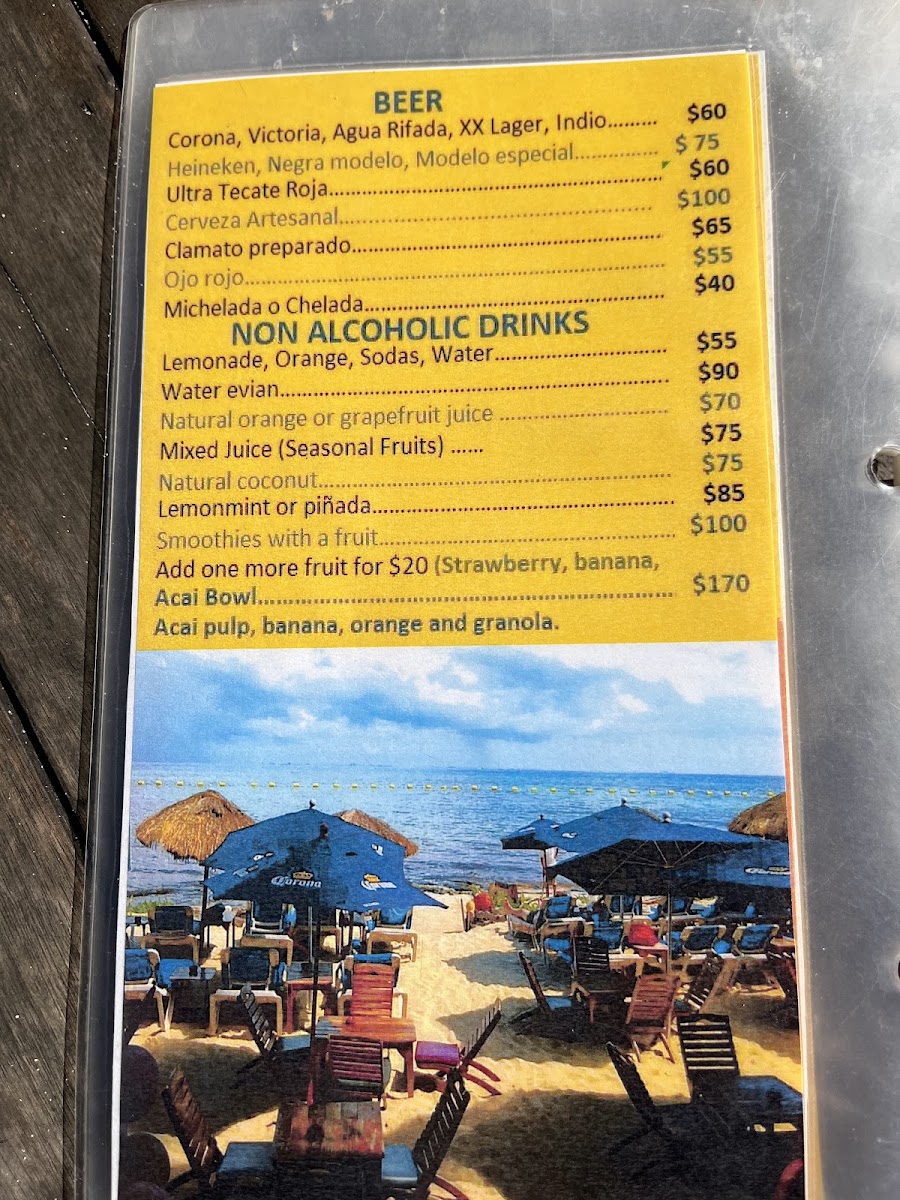 BEER
Corona, Victoria, Agua Rifada, XX Lager, Indio......... $60
Heineken, Negra modelo, Modelo especial............... $ 75
Ultra Tecate Roja............................................................ $60
Cerveza Artesanal......................................................... $100
Clamato preparado........................................................ $65
Ojo rojo........................................................................... $55
Michelada o Chelada...................................................... $40
NON ALCOHOLIC DRINKS
Lemonade, Orange, Sodas, Water............................... $55
Water evian..................................................................... $90
Natural orange or grapefruit juice ............................... $70
Mixed Juice (Seasonal Fruits) ...... $75
Natural coconut.............................................................. $75
Lemonmint or piñada..................................................... $85
Smoothies with a fruit..................................................... $100
Add one more fruit for $20 (Strawberry, banana,
Acai Bowl......................................................................... $170
Acai pulp, banana, orange and granola.
Corona